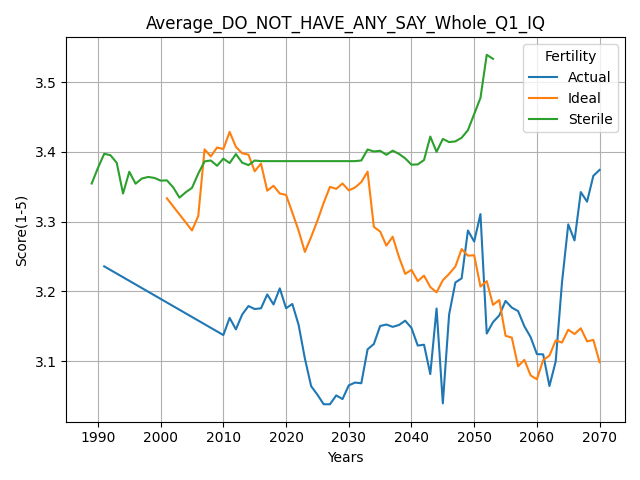 Average_DO_NOT_HAVE_ANY_SAY_Whole_Q1_IQ
Fertility
Actual
Ideal
Sterile
Score(1-5)
3.5
3.4
3.3
3.2
3.1
1990 2000 2010 2020 2030 2040 2050 2060 2070
Years